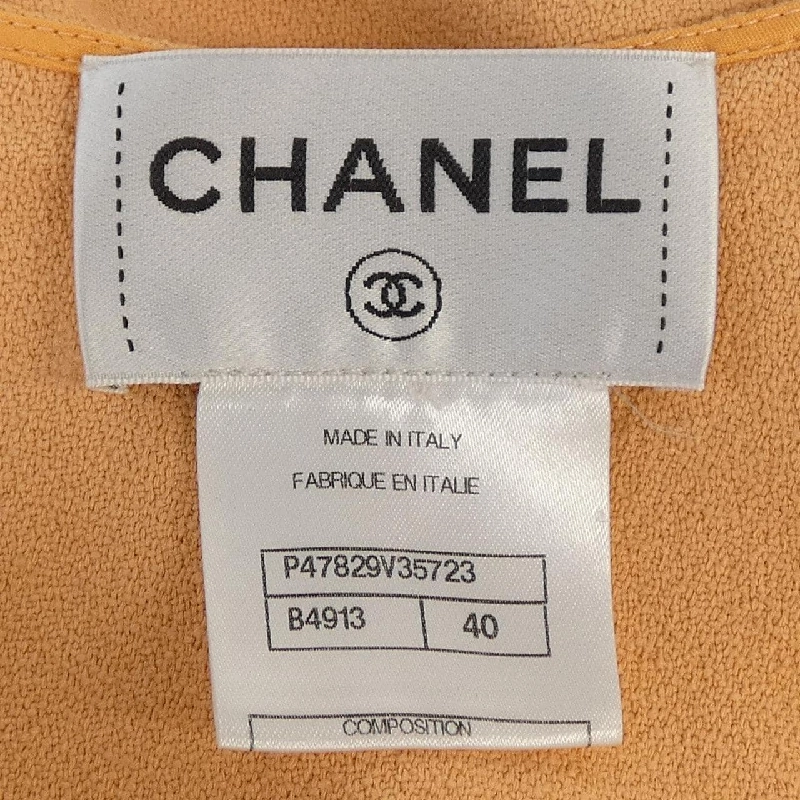 CHANEL
MADE IN ITALY
FABRIQUE EN ITALIE
P47829V35723
B4913 40
COMPOSITION